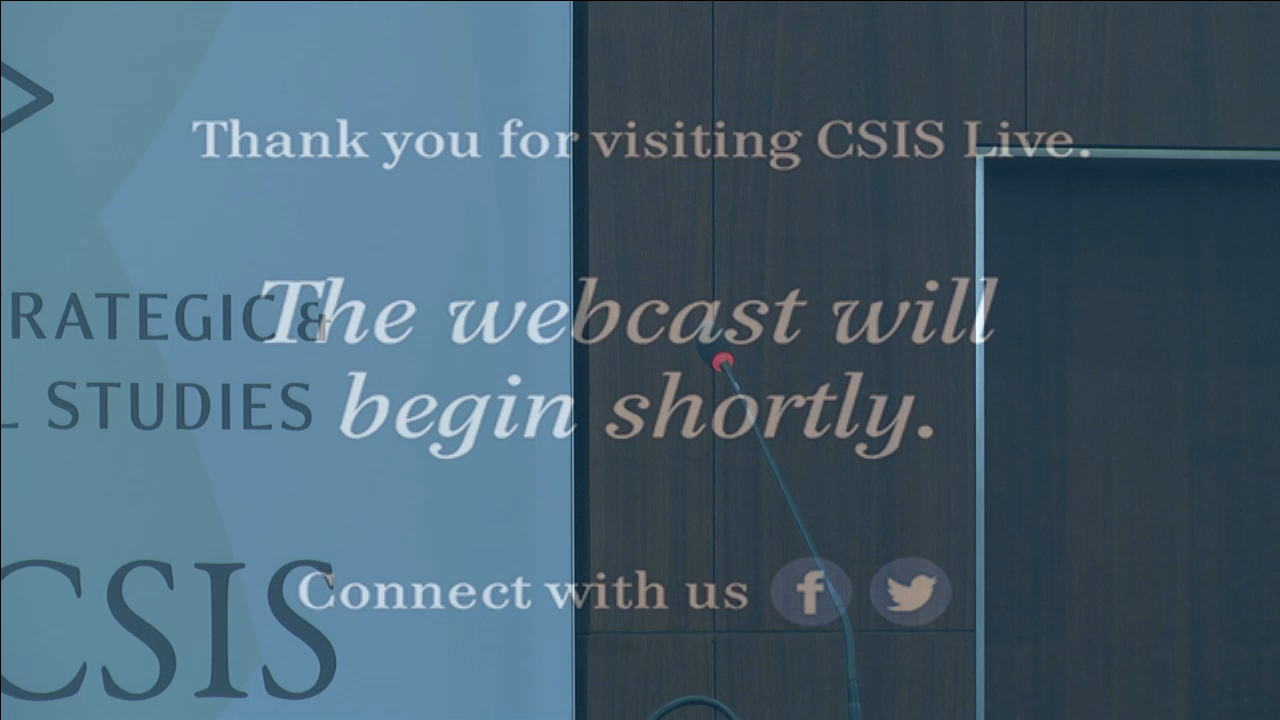 Thank you for visiting CSIS Live.
RATEGIC &
The webcast will
STUDIES
begin shortly.
CSIS
Connect with us